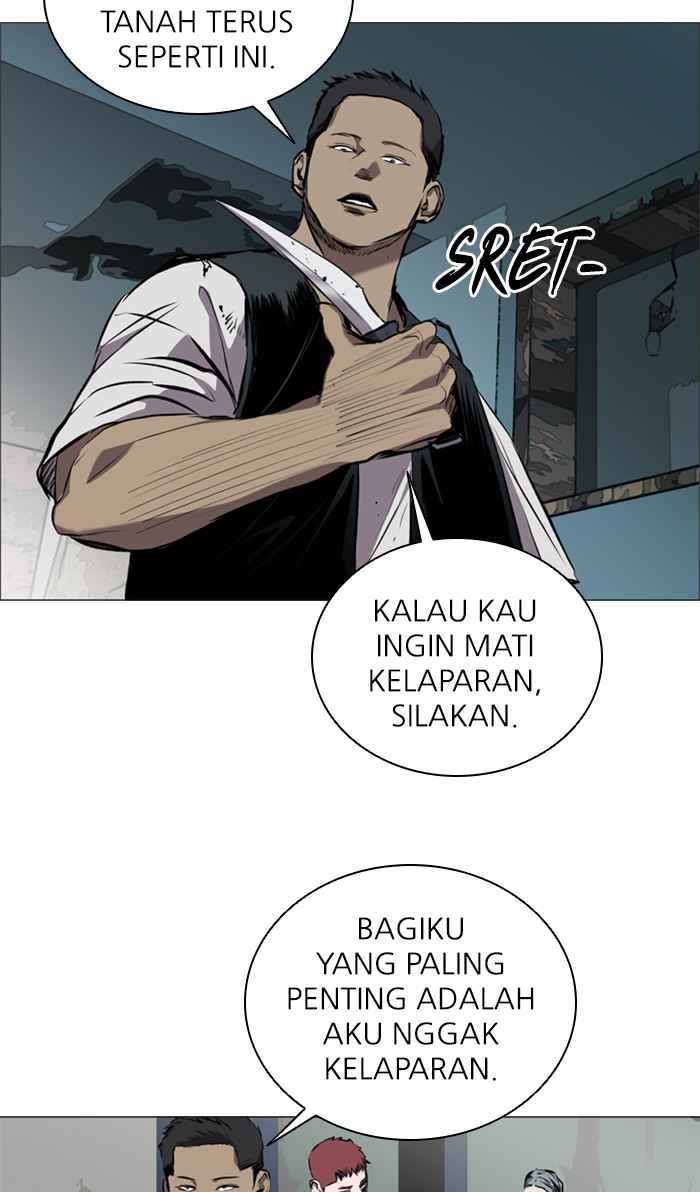 TANAH TERUS
SEPERTI INI.
SRET-
KALAU KAU
INGIN MATI
KELAPARAN,
SILAKAN.
BAGIKU
YANG PALING
PENTING ADALAH
AKU NGGAK
KELAPARAN.